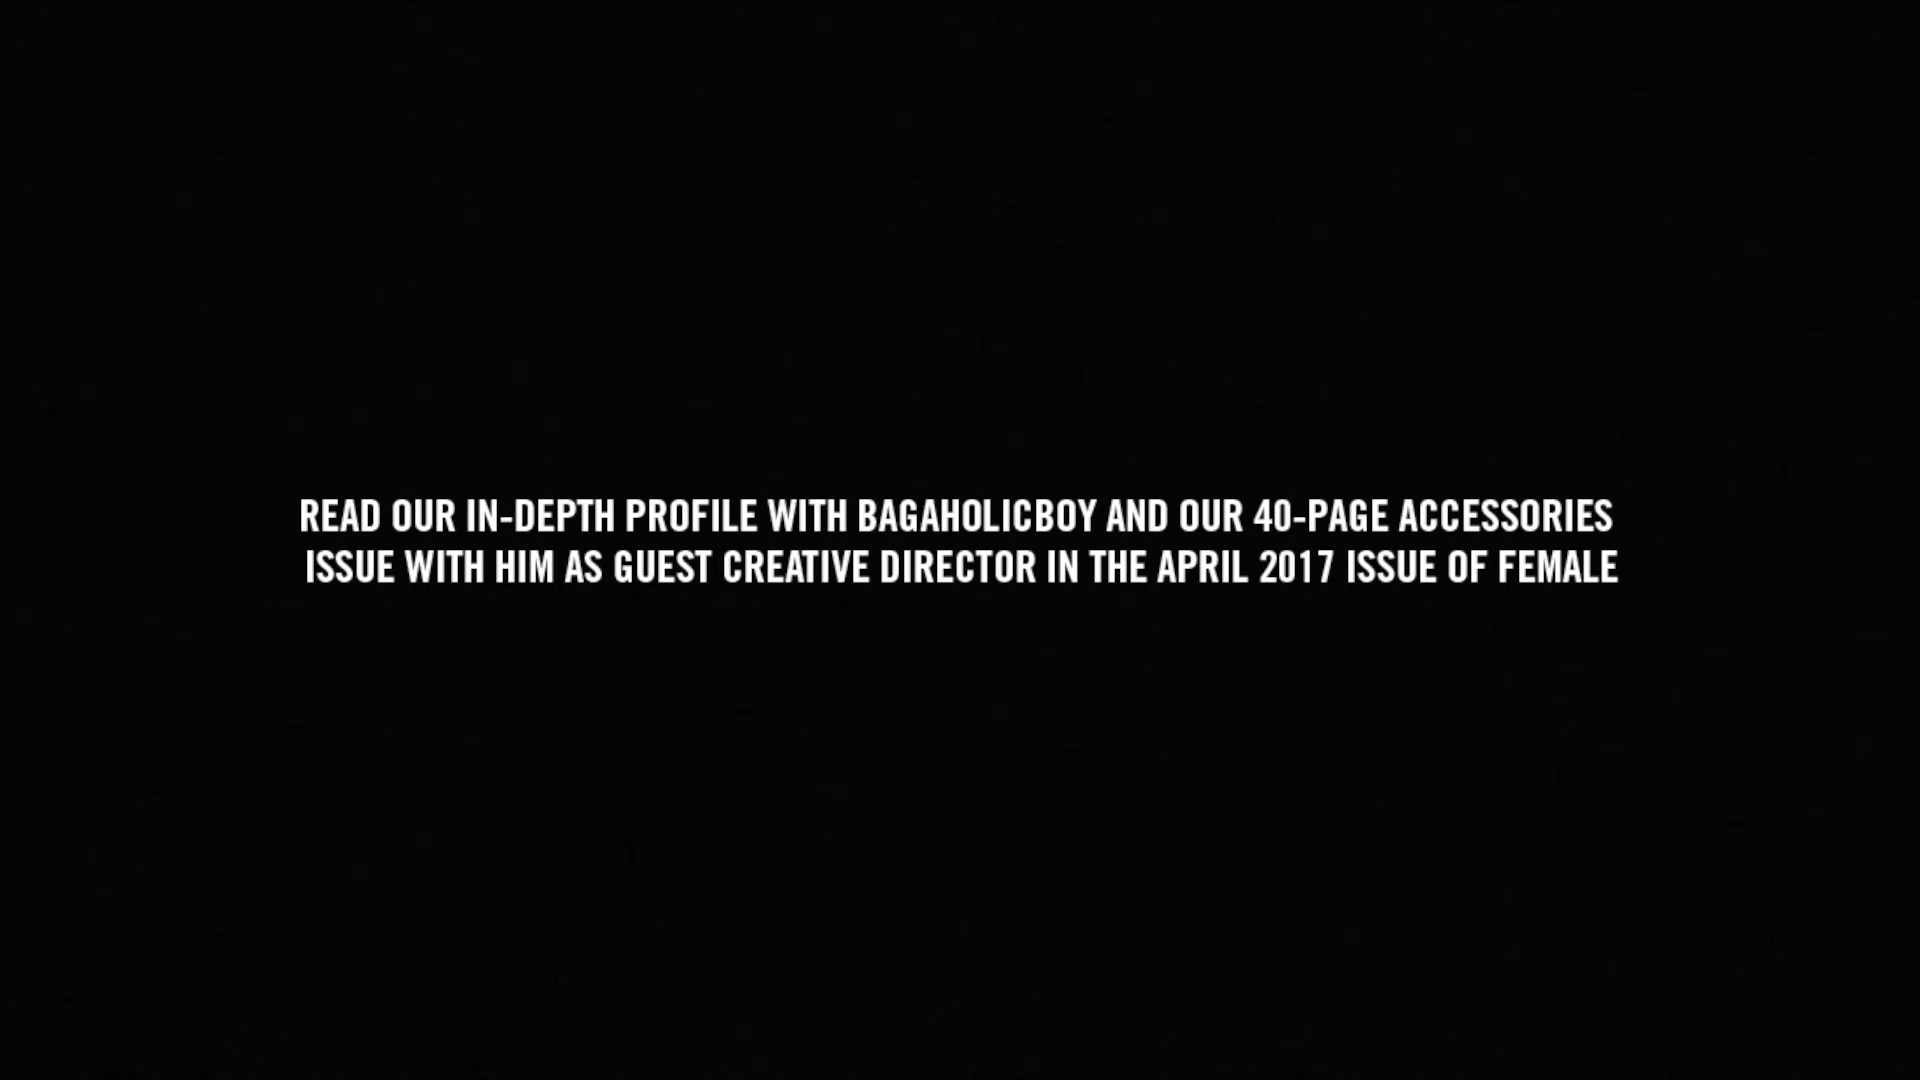 READ OUR IN-DEPTH PROFILE WITH BAGAHOLICBOY AND OUR 40-PAGE ACCESSORIES
ISSUE WITH HIM AS GUEST CREATIVE DIRECTOR IN THE APRIL 2017 ISSUE OF FEMALE